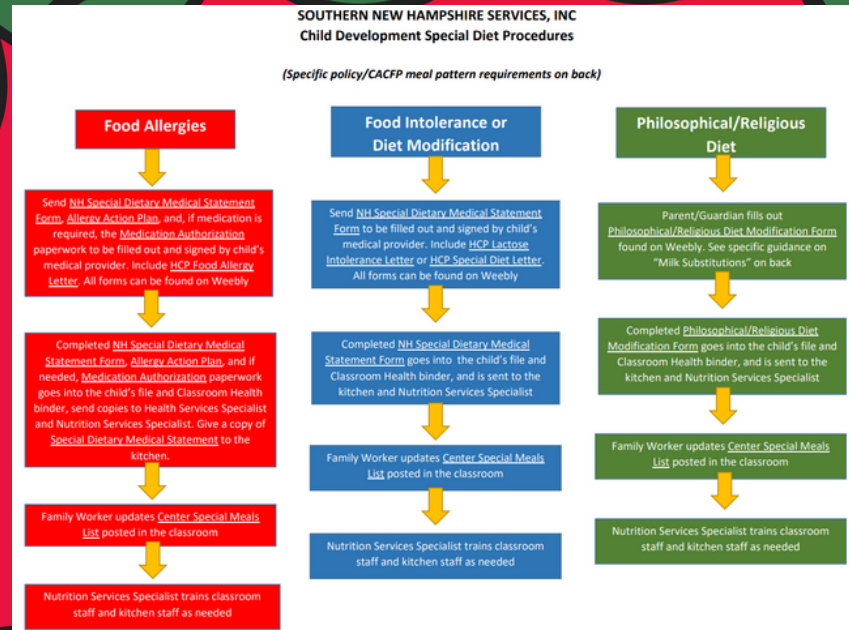 SOUTHERN NEW HAMPSHIRE SERVICES, INC
Child Development Special Diet Procedures
(Specific policy/CACFP meal pattern requirements on back)
Food Allergies
Send NH Special Dietary Medical Statement
Form, Allergy Action Plan, and, if medication is
required, the Medication Authorization
paperwork to be filled out and signed by child's
medical provider. Include HCP Food Allergy
Letter. All forms can be found on Weebly
Completed NH Special Dietary Medical
Statement Form, Allergy Action Plan, and if
needed, Medication Authorization paperwork
goes into the child's file and Classroom Health
binder, send copies to Health Services Specialist
and Nutrition Services Specialist. Give a copy of
Special Dietary Medical Statement to the
kitchen.
Family Worker updates Center Special Meals
List posted in the classroom
Nutrition Services Specialist trains classroom
staff and kitchen staff as needed
Food Intolerance or
Diet Modification
Send NH Special Dietary Medical Statement
Form to be filled out and signed by child's
medical provider. Include HCP Lactose
Intolerance Letter or HCP Special Diet Letter.
All forms can be found on Weebly
Completed NH Special Dietary Medical
Statement Form goes into the child's file and
Classroom Health binder, and is sent to the
kitchen and Nutrition Services Specialist
Family Worker updates Center Special Meals
List posted in the classroom
Nutrition Services Specialist trains classroom
staff and kitchen staff as needed
Philosophical/Religious
Diet
Parent/Guardian fills out
Philosophical/Religious Diet Modification Form
found on Weebly. See specific guidance on
"Milk Substitutions" on back
Completed Philosophical/Religious Diet
Modification Form goes into the child's file and
Classroom Health binder, and is sent to the
kitchen and Nutrition Services Specialist
Family Worker updates Center Special Meals
List posted in the classroom
Nutrition Services Specialist trains classroom
staff and kitchen staff as needed